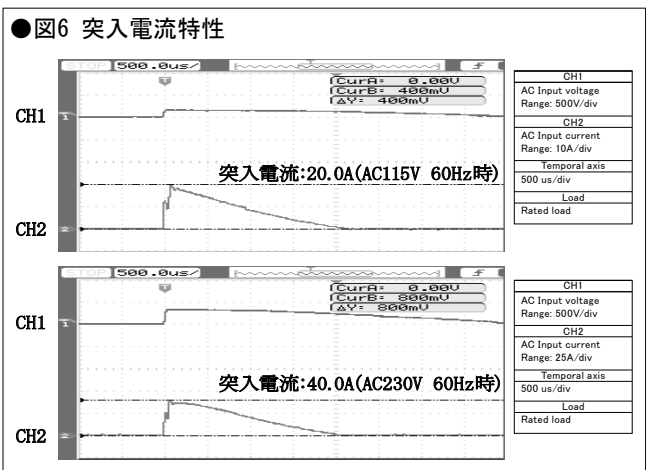 ●図6 突入電流特性
STOP 500.0us/
CurA: 0.00V
CurB: 400mV
ΔY: 400mV
CH1
CH2
突入電流:20.0A(AC115V 60Hz時)
CH1
AC Input voltage
Range: 500V/div
CH2
AC Input current
Range: 10A/div
Temporal axis
500 us/div
Load
Rated load
STOP 500.0us/
CurA: 0.00V
CurB: 800mV
ΔY: 800mV
CH1
CH2
突入電流:40.0A(AC230V 60Hz時)
CH1
AC Input voltage
Range: 500V/div
CH2
AC Input current
Range: 25A/div
Temporal axis
500 us/div
Load
Rated load